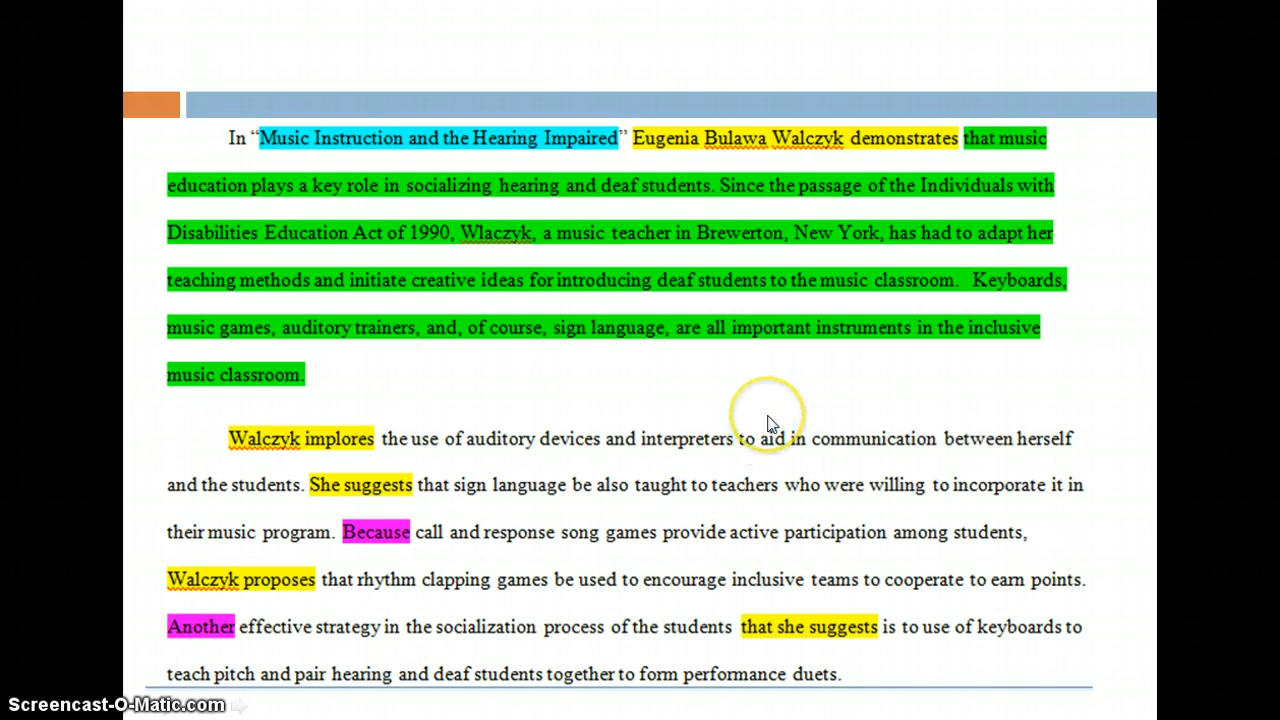 In “Music Instruction and the Hearing Impaired” Eugenia Bulawa Walczyk demonstrates that music
education plays a key role in socializing hearing and deaf students. Since the passage of the Individuals with
Disabilities Education Act of 1990, Wlaczyk, a music teacher in Brewerton, New York, has had to adapt her
teaching methods and initiate creative ideas for introducing deaf students to the music classroom. Keyboards,
music games, auditory trainers, and, of course, sign language, are all important instruments in the inclusive
music classroom.
Walczyk implores the use of auditory devices and interpreters to aid in communication between herself
and the students. She suggests that sign language be also taught to teachers who were willing to incorporate it in
their music program. Because call and response song games provide active participation among students,
Walczyk proposes that rhythm clapping games be used to encourage inclusive teams to cooperate to earn points.
Another effective strategy in the socialization process of the students that she suggests is to use of keyboards to
teach pitch and pair hearing and deaf students together to form performance duets.
Screencast-O-Matic.com